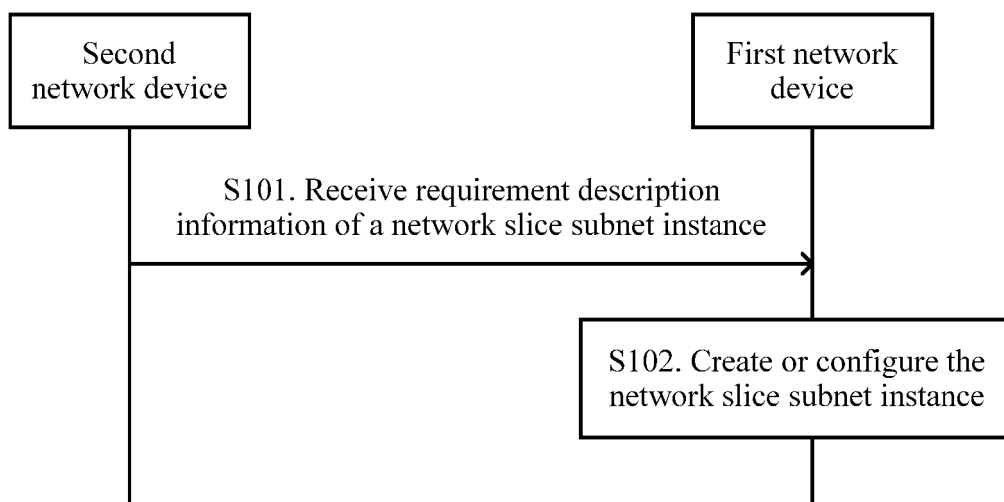 Second
network device
First network
device
S101. Receive requirement description
information of a network slice subnet instance
S102. Create or configure the
network slice subnet instance